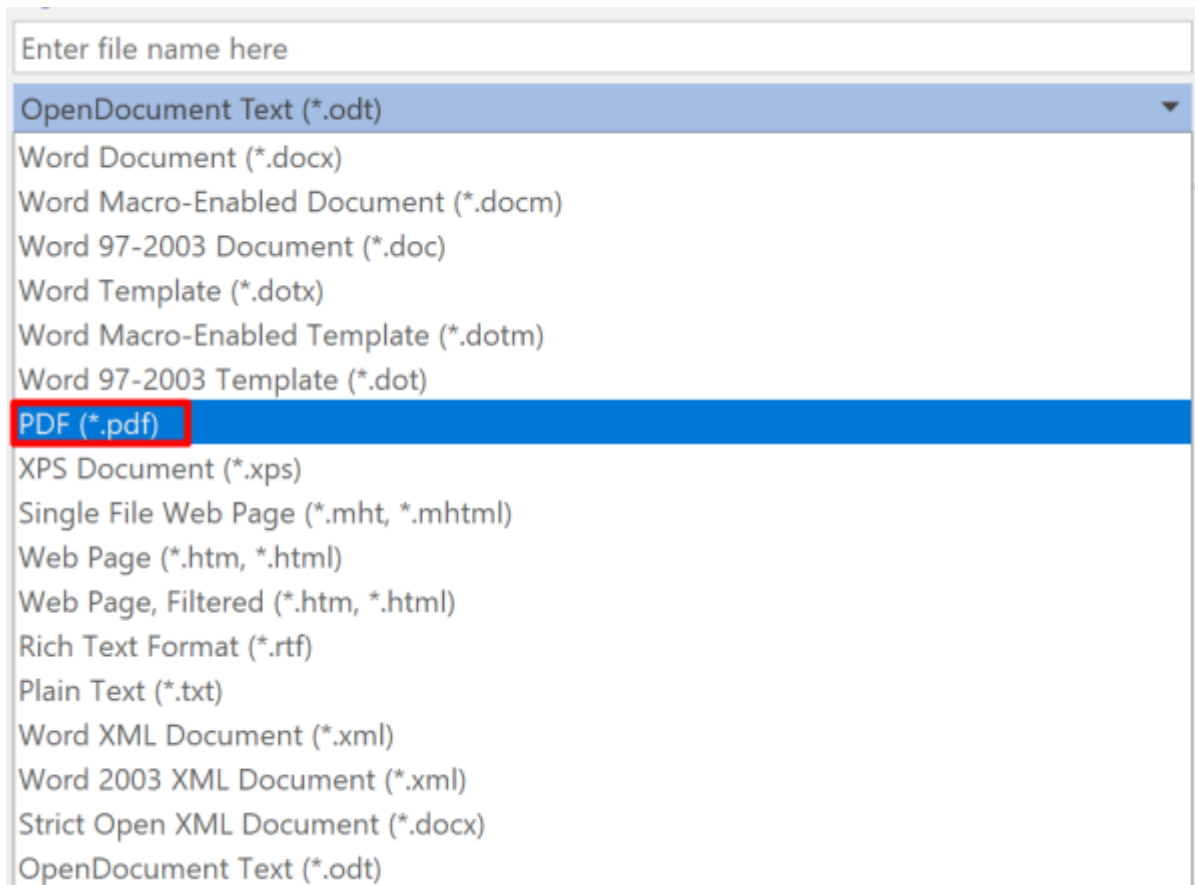 Enter file name here
OpenDocument Text (*.odt)
Word Document (*.docx)
Word Macro-Enabled Document (*.docm)
Word 97-2003 Document (*.doc)
Word Template (*.dotx)
Word Macro-Enabled Template (*.dotm)
Word 97-2003 Template (*.dot)
PDF (*.pdf)
XPS Document (*.xps)
Single File Web Page (*.mht, *.mhtml)
Web Page (*.htm, *.html)
Web Page, Filtered (*.htm, *.html)
Rich Text Format (*.rtf)
Plain Text (*.txt)
Word XML Document (*.xml)
Word 2003 XML Document (*.xml)
Strict Open XML Document (*.docx)
OpenDocument Text (*.odt)